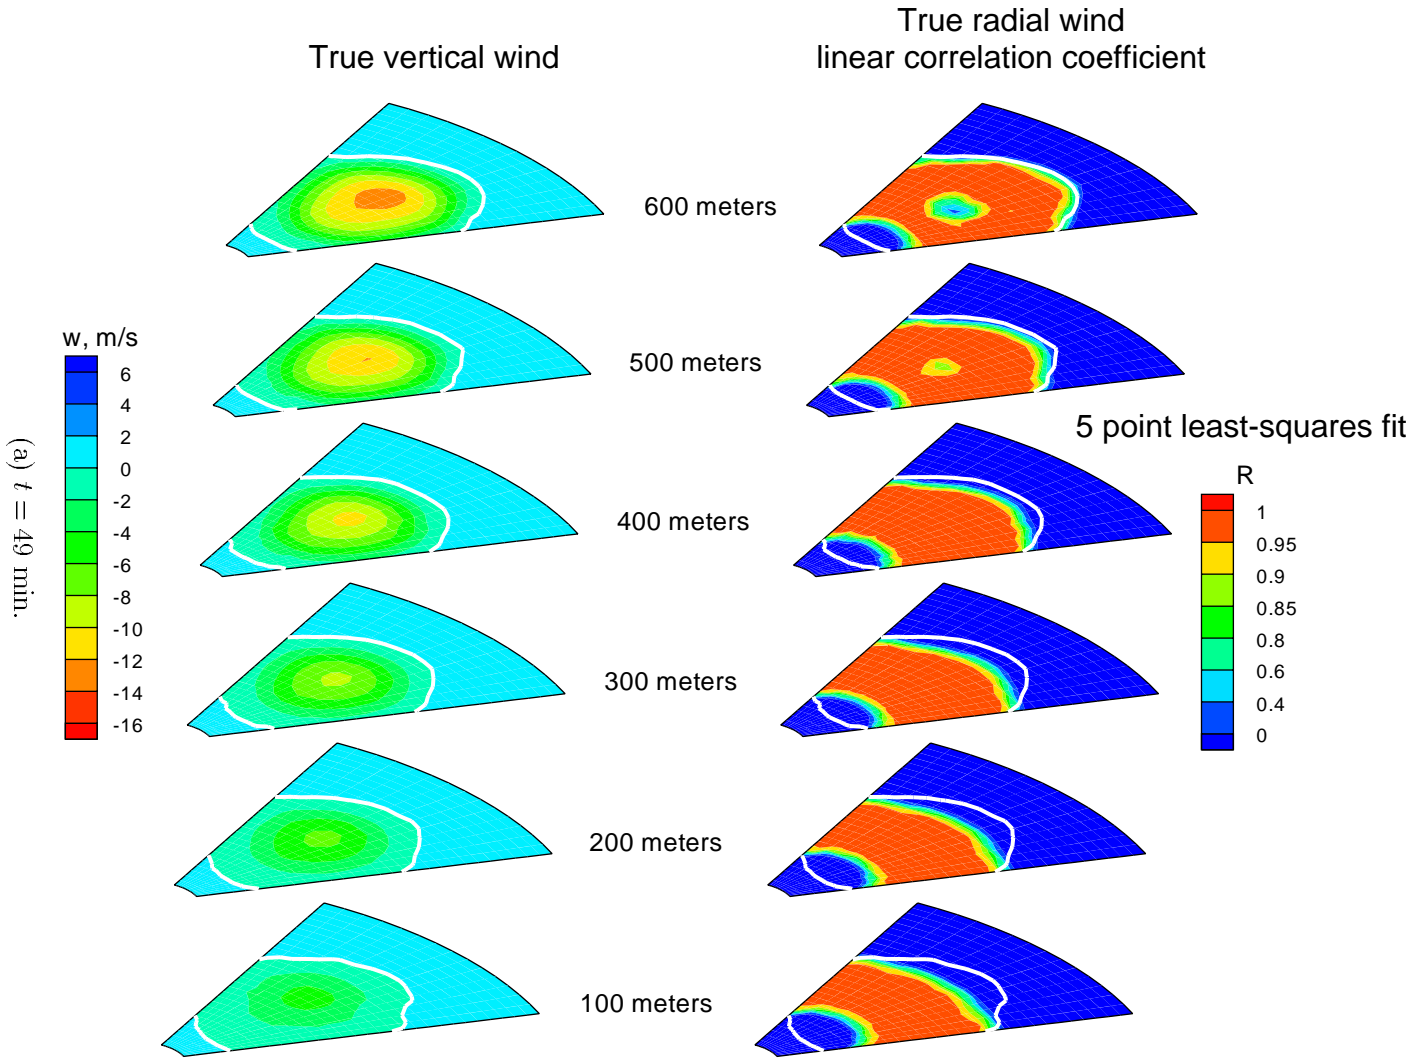 True vertical wind
True radial wind
linear correlation coefficient
600 meters
500 meters
400 meters
300 meters
200 meters
100 meters
w, m/s
6
4
2
0
-2
-4
-6
-8
-10
-12
-14
-16
(a) t = 49 min.
5 point least-squares fit
R
1
0.95
0.9
0.85
0.8
0.6
0.4
0